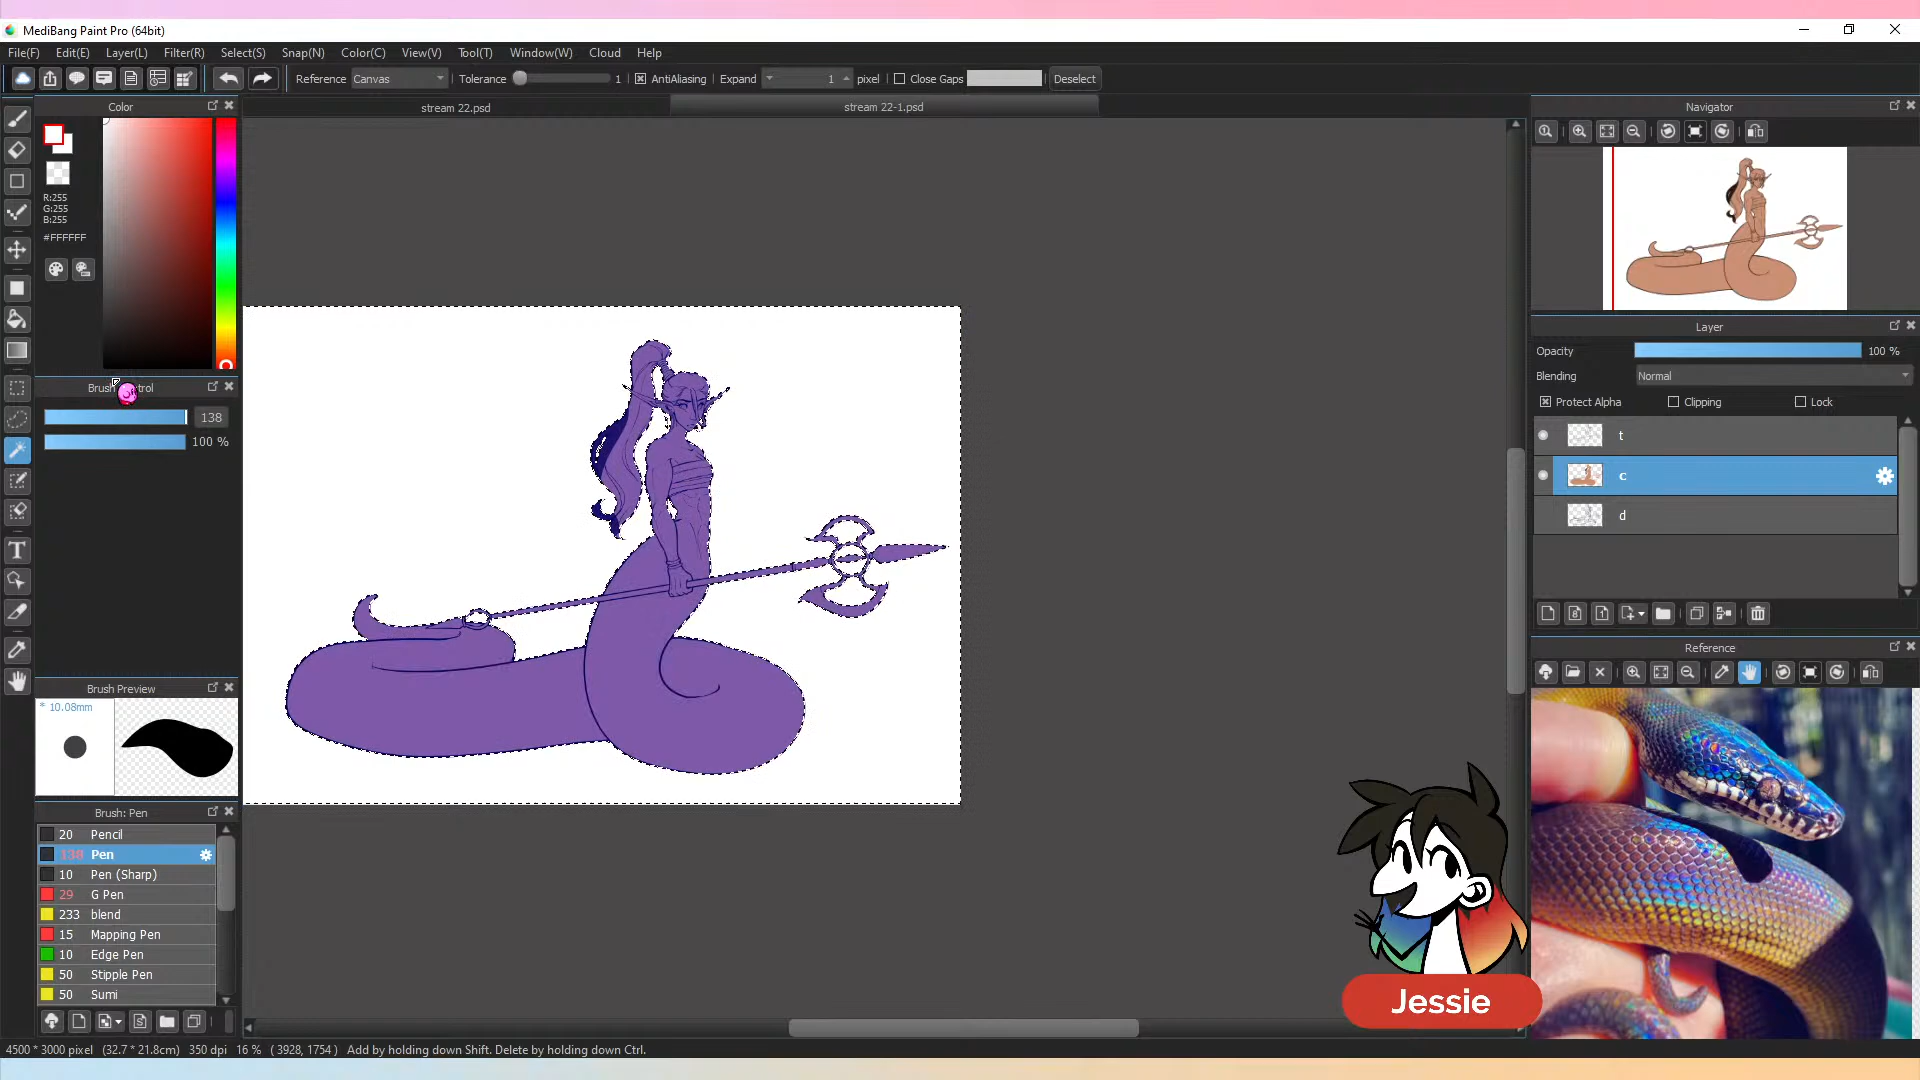 MediBang Paint Pro (64bit)
File(F) Edit(E) Layer(L) Filter(R) Select(S) Snap(N) Color(C) View(V) Tool(T) Window(W) Cloud Help
Reference Canvas Tolerance 1 AntiAliasing Expand 1 pixel Close Gaps Deselect
Color
stream 22.psd
stream 22-1.psd
Navigator
R:255
G:255
B:255
#FFFFFF
Layer
Opacity 100 %
Blending Normal
Protect Alpha Clipping Lock
t
c
d
Brush trol
138
100 %
Reference
Brush Preview
* 10.08mm
Brush: Pen
20 Pencil
138 Pen
10 Pen (Sharp)
29 G Pen
233 blend
15 Mapping Pen
10 Edge Pen
50 Stipple Pen
50 Sumi
Jessie
4500 * 3000 pixel (32.7 * 21.8cm) 350 dpi 16 % ( 3928, 1754 ) Add by holding down Shift. Delete by holding down Ctrl.